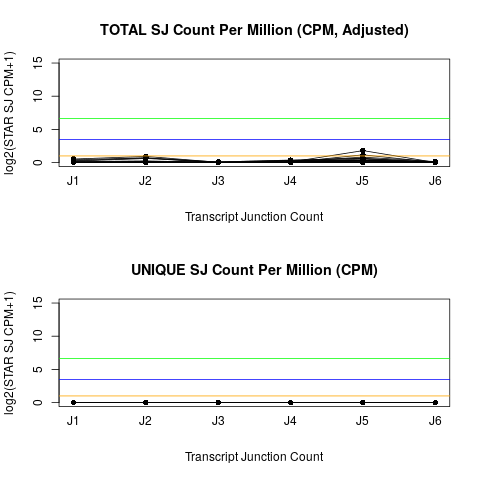 TOTAL SJ Count Per Million (CPM, Adjusted)
log2(STAR SJ CPM+1)
15
10
5
0
J1 J2 J3 J4 J5 J6
Transcript Junction Count
UNIQUE SJ Count Per Million (CPM)
log2(STAR SJ CPM+1)
15
10
5
0
J1 J2 J3 J4 J5 J6
Transcript Junction Count